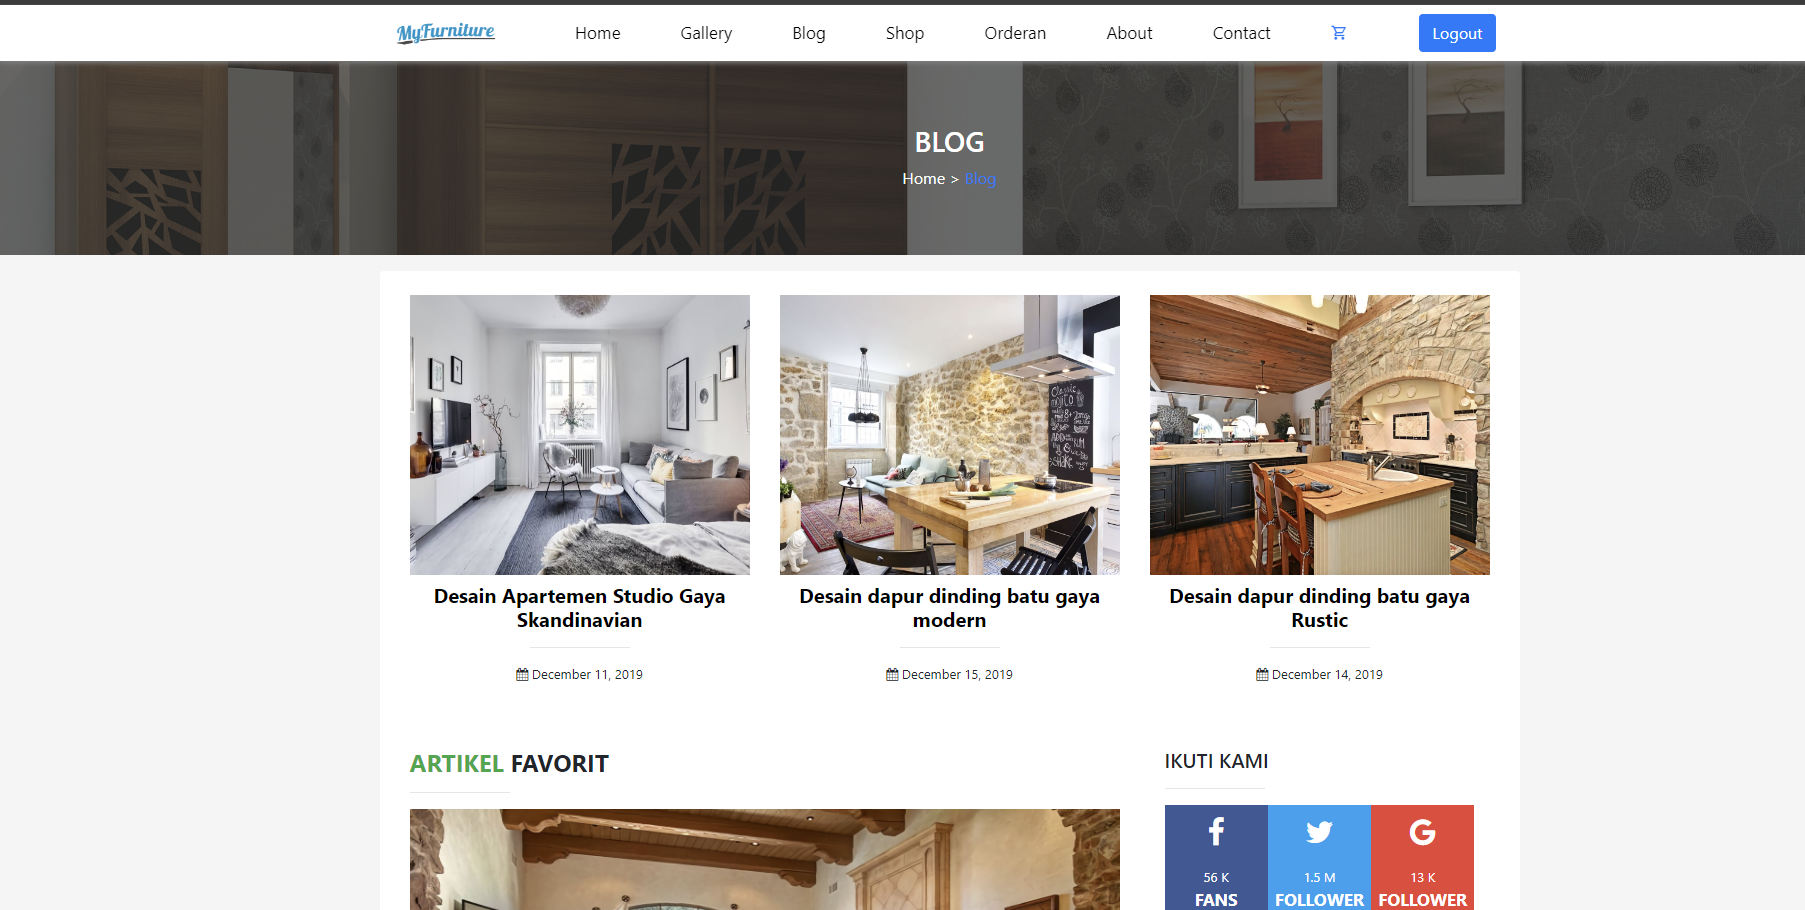 MyFurniture
Home
Gallery
Blog
Shop
Orderan
About
Contact
Logout
BLOG
Home > Blog
Desain Apartemen Studio Gaya
Skandinavian
December 11, 2019
Desain dapur dinding batu gaya
modern
December 15, 2019
Desain dapur dinding batu gaya
Rustic
December 14, 2019
ARTIKEL FAVORIT
IKUTI KAMI
56 K
FANS
1.5 M
FOLLOWER
13 K
FOLLOWER